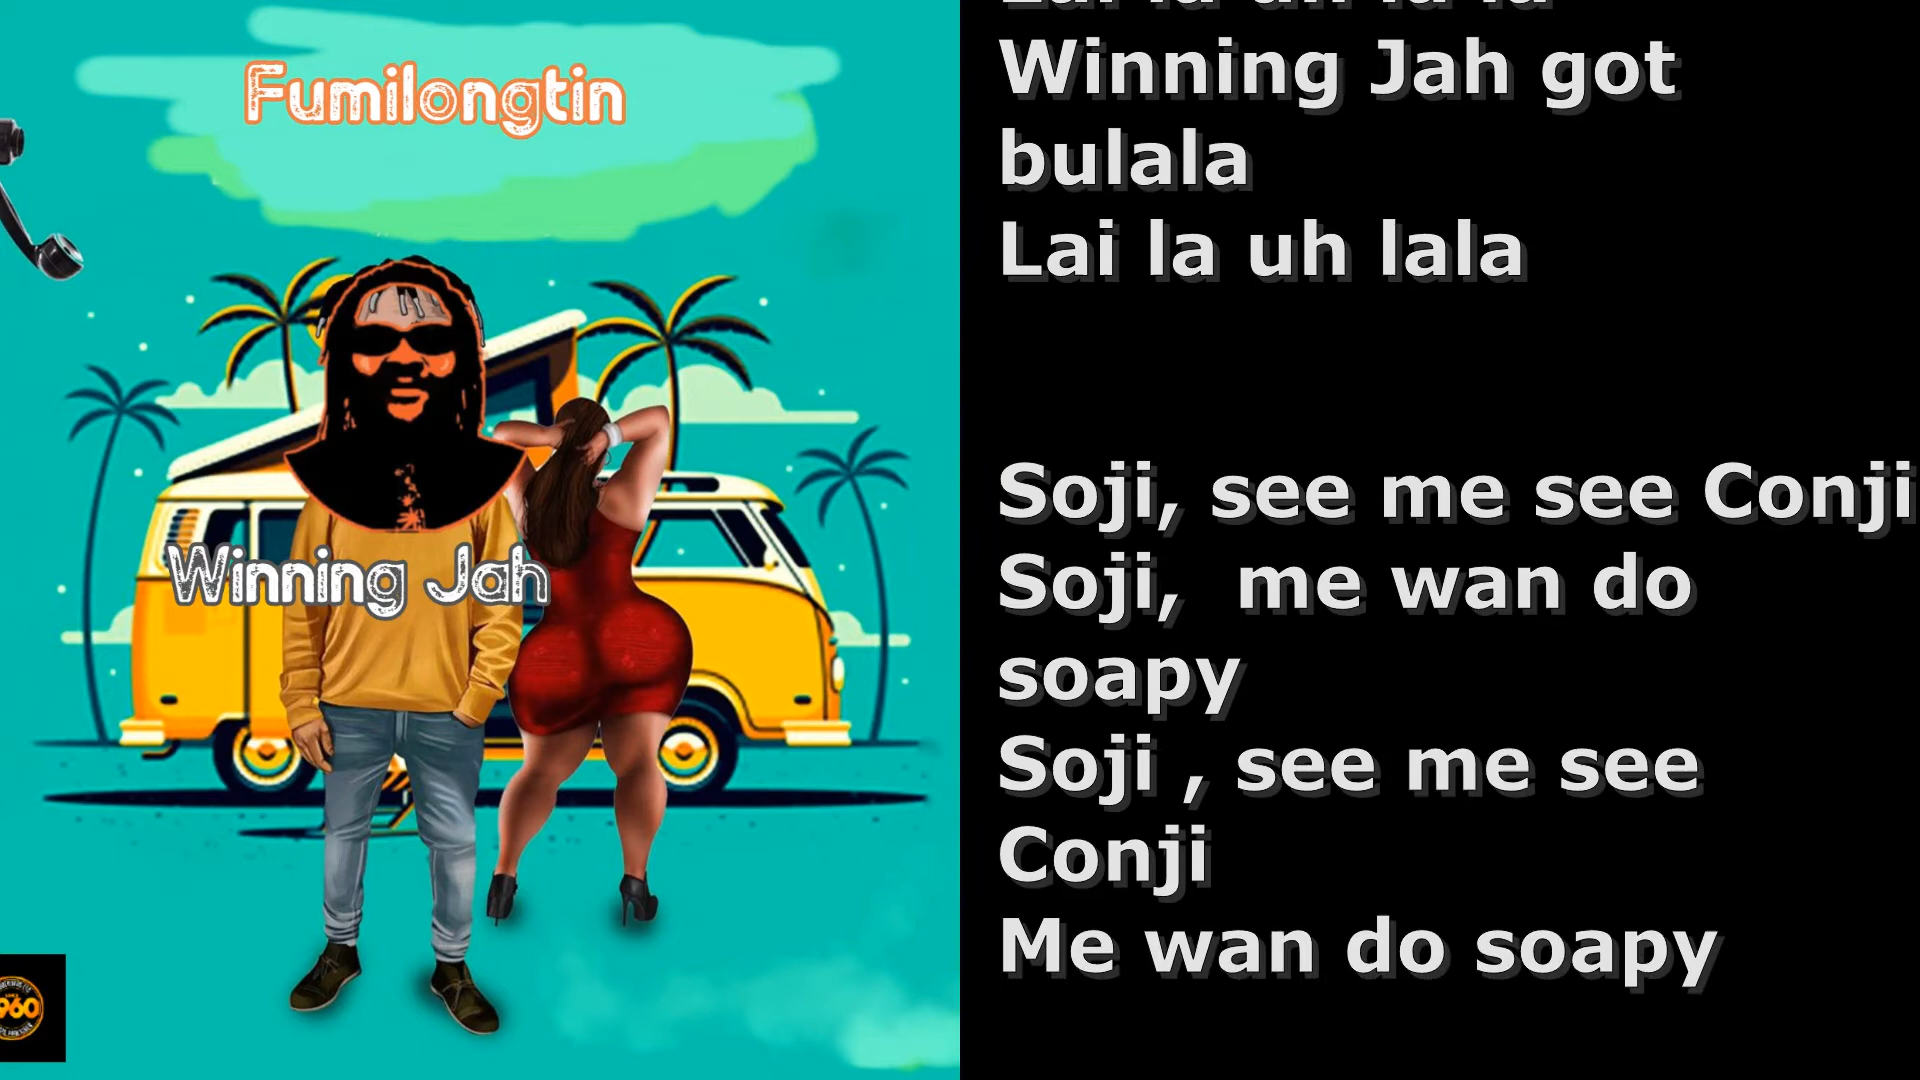 Fumilongtin
Winning Jah
960
Winning Jah got
bulala
Lai la uh lala
Soji, see me see Conji
Soji, me wan do
soapy
Soji , see me see
Conji
Me wan do soapy